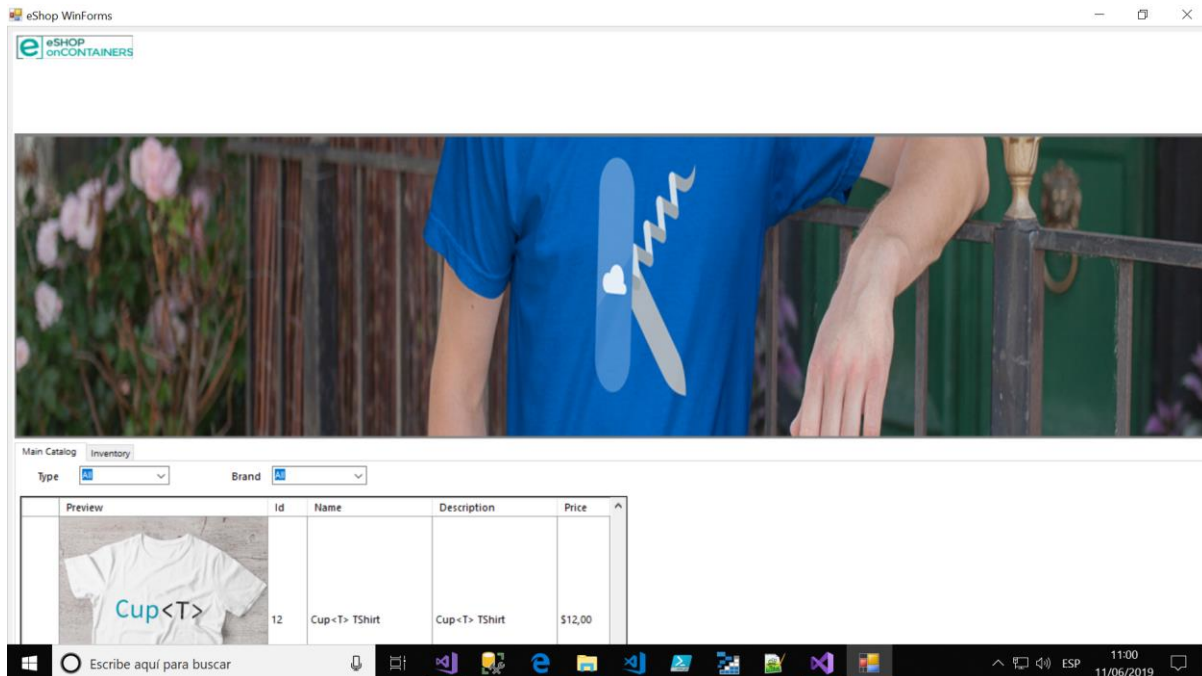 eShop WinForms
eSHOP
onCONTAINERS
Main Catalog Inventory
Type All Brand All
Preview Id Name Description Price
Cup<T>
12 Cup<T> TShirt Cup<T> TShirt $12,00
Escribe aquí para buscar ESP 11:00
11/06/2019